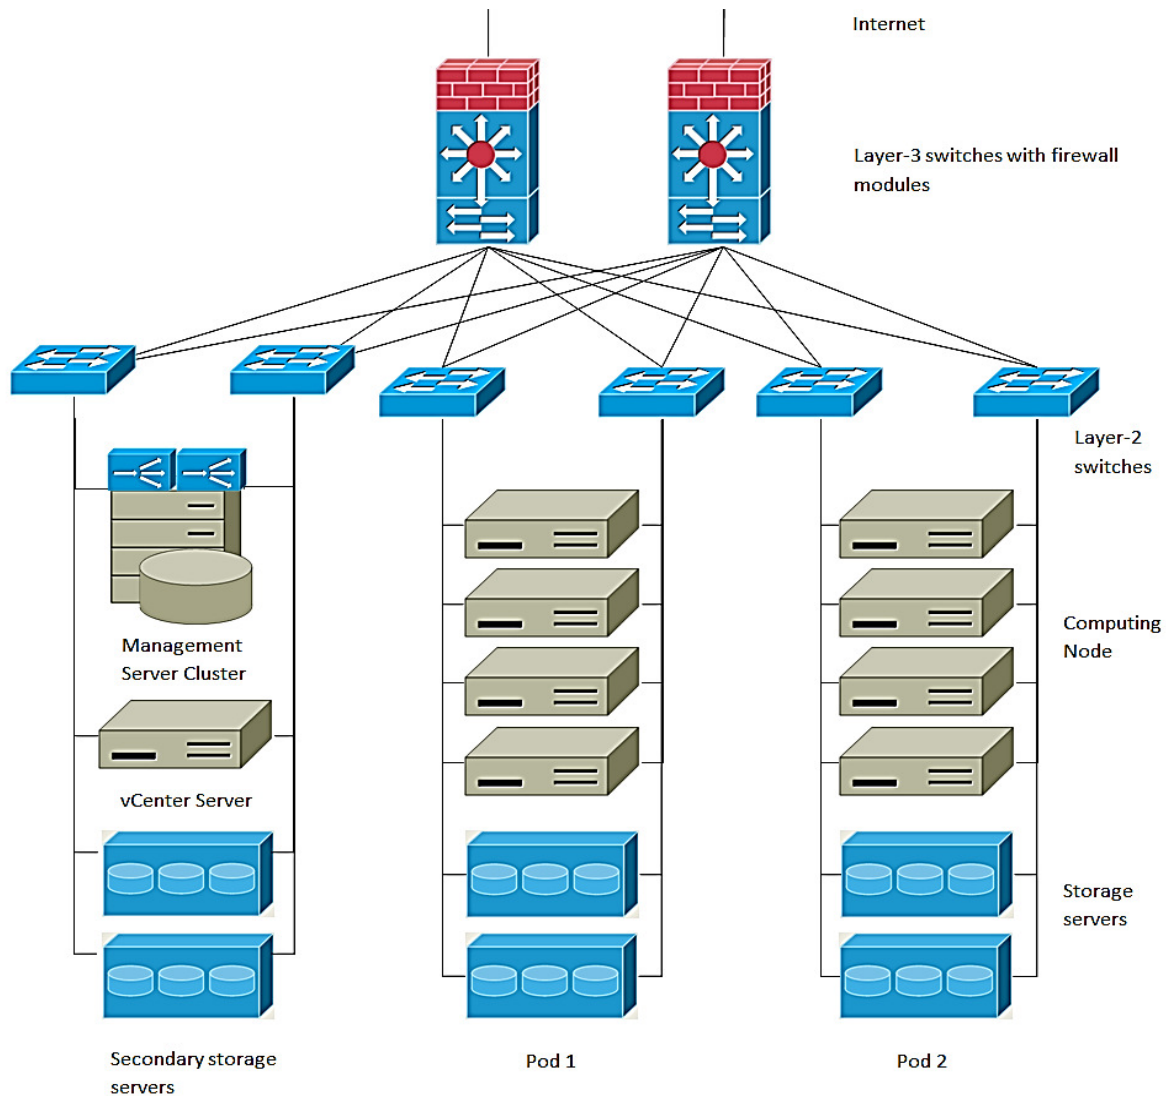 Internet
Layer-3 switches with firewall
modules
Layer-2
switches
Management
Server Cluster
Computing
Node
vCenter Server
Storage
servers
Secondary storage
servers
Pod 1
Pod 2